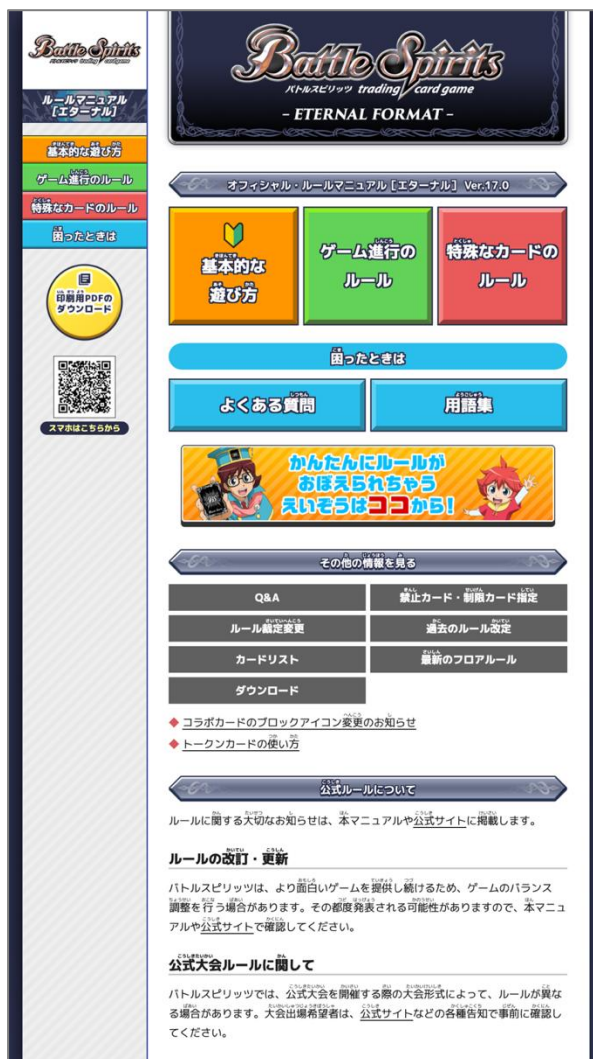 Battle Spirits
バトルスピリッツ trading card game
ルールマニュアル
[エターナル]
基本的な遊び方
ゲーム進行のルール
特殊なカードのルール
困ったときは
印刷用PDFの
ダウンロード
スマホはこちらから
Battle Spirits
バトルスピリッツ trading card game
- ETERNAL FORMAT -
オフィシャル・ルールマニュアル [エターナル] Ver.17.0
基本的な
遊び方
ゲーム進行の
ルール
特殊なカードの
ルール
困ったときは
よくある質問
用語集
かんたんにルールが
おぼえられちゃう
えいぞうはココから!
その他の情報を見る
Q&A
禁止カード・制限カード指定
ルール裁定変更
過去のルール改定
カードリスト
最新のフロアルール
ダウンロード
◆ コラボカードのブロックアイコン変更のお知らせ
◆ トークンカードの使い方
公式ルールについて
ルールに関する大切なお知らせは、本マニュアルや公式サイトに掲載します。
ルールの改訂・更新
バトルスピリッツは、より面白いゲームを提供し続けるため、ゲームのバランス
調整を行う場合があります。その都度発表される可能性がありますので、本マニュ
アルや公式サイトで確認してください。
公式大会ルールに関して
バトルスピリッツでは、公式大会を開催する際の大会形式によって、ルールが異な
る場合があります。大会出場希望者は、公式サイトなどの各種告知で事前に確認し
てください。